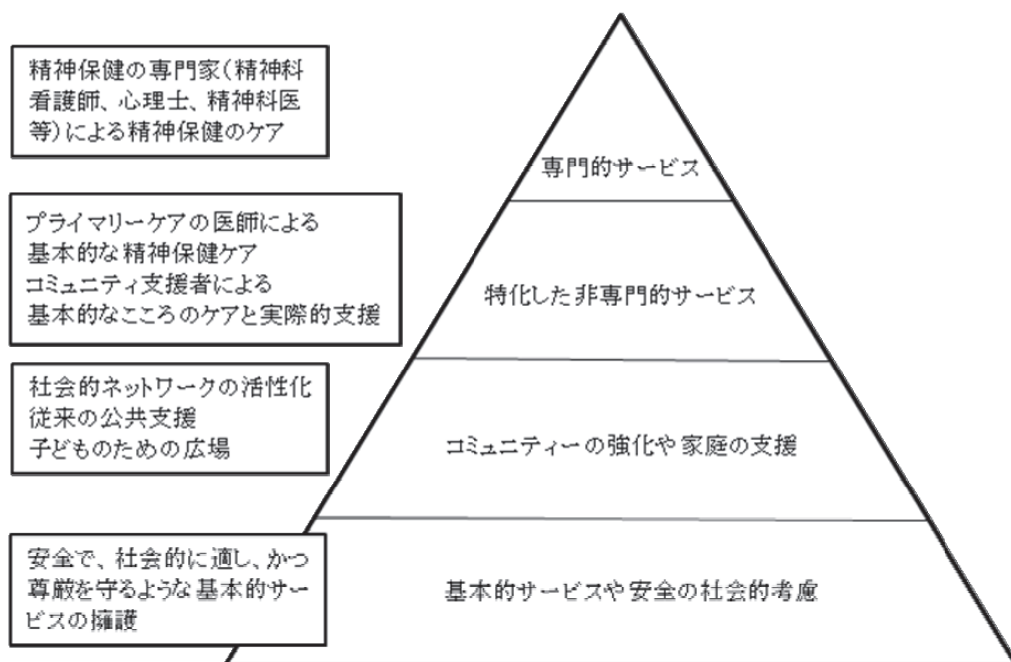 精神保健の専門家(精神科
看護師、心理士、精神科医
等)による精神保健のケア
専門的サービス
プライマリーケアの医師による
基本的な精神保健ケア
コミュニティ支援者による
基本的なこころのケアと実際的支援
特化した非専門的サービス
社会的ネットワークの活性化
従来の公共支援
子どものための広場
コミュニティーの強化や家庭の支援
安全で、社会的に適し、かつ
尊厳を守るような基本的サー
ビスの擁護
基本的サービスや安全の社会的考慮